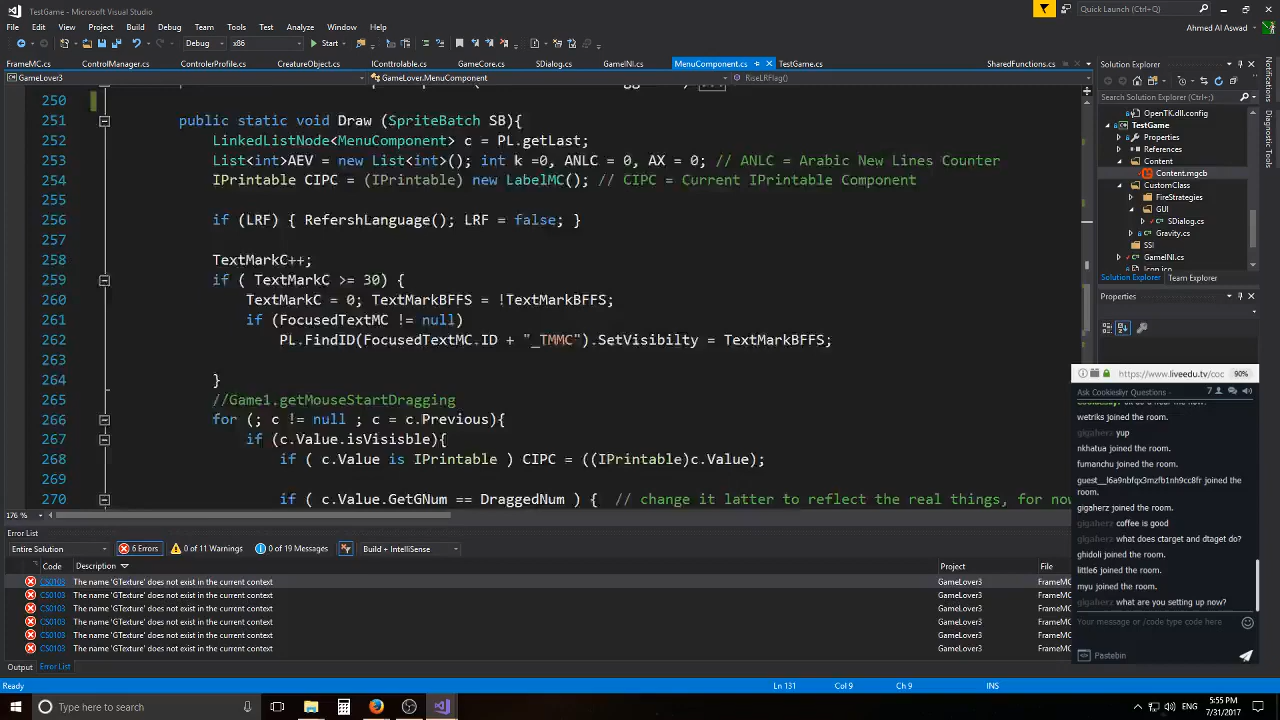 TestGame - Microsoft Visual Studio
Quick Launch (Ctrl+;)
File Edit View Project Build Debug Team Tools Architecture Test Analyze Window Help
Ahmed Al Aswad
Debug x86 Start
FrameMC.cs ControlManager.cs ControlerProfile.cs CreatureObject.cs IControlable.cs GameCore.cs SDialog.cs GameINI.cs MenuComponent.cs TestGame.cs SharedFunctions.cs
GameLover3 GameLover.MenuComponent RiseLRFlag()
250
251 public static void Draw (SpriteBatch SB){
252 LinkedListNode<MenuComponent> c = PL.getLast;
253 List<int>AEV = new List<int>(); int k =0, ANLC = 0, AX = 0; // ANLC = Arabic New Lines Counter
254 IPrintable CIPC = (IPrintable) new LabelMC(); // CIPC = Current IPrintable Component
255
256 if (LRF) { RefershLanguage(); LRF = false; }
257
258 TextMarkC++;
259 if ( TextMarkC >= 30) {
260 TextMarkC = 0; TextMarkBFFS = !TextMarkBFFS;
261 if (FocusedTextMC != null)
262 PL.FindID(FocusedTextMC.ID + "_TMMC").SetVisibilty = TextMarkBFFS;
263
264 }
265 //Game1.getMouseStartDragging
266 for (; c != null ; c = c.Previous){
267 if (c.Value.isVisisble){
268 if ( c.Value is IPrintable ) CIPC = ((IPrintable)c.Value);
269
270 if ( c.Value.GetGNum == DraggedNum ) { // change it latter to reflect the real things, for now
176 %
Error List
Entire Solution 6 Errors 0 of 11 Warnings 0 of 19 Messages Build + IntelliSense
Code Description Project File
CS0103 The name 'GTexture' does not exist in the current context GameLover3 FrameMC
CS0103 The name 'GTexture' does not exist in the current context GameLover3 FrameMC
CS0103 The name 'GTexture' does not exist in the current context GameLover3 FrameMC
CS0103 The name 'GTexture' does not exist in the current context GameLover3 FrameMC
CS0103 The name 'GTexture' does not exist in the current context GameLover3 FrameMC
CS0103 The name 'GTexture' does not exist in the current context GameLover3 FrameMC
Output Error List
Ready Ln 131 Col 9 Ch 9 INS
Solution Explorer
Search Solution Explorer (Ctrl+;)
OpenTK.dll.config
TestGame
Properties
References
Content
Content.mgcb
CustomClass
FireStrategies
GUI
SDialog.cs
Gravity.cs
SSI
GameINI.cs
Icon.ico
Solution Explorer Team Explorer
Properties
Notifications
Diagnostic Tools
https://www.liveedu.tv/coc 90%
Ask Cookieslyr Questions - 7
wetriks joined the room.
gigaherz yup
nkhatua joined the room.
fumanchu joined the room.
guest__l6a9nbfqx3mzfb1nh9cc8fr joined the
room.
gigaherz joined the room.
gigaherz coffee is good
gigaherz what does ctarget and dtaget do?
ghidoli joined the room.
little6 joined the room.
myu joined the room.
gigaherz what are you setting up now?
Your message or /code type code here
Pastebin
Type here to search
5:55 PM
7/31/2017